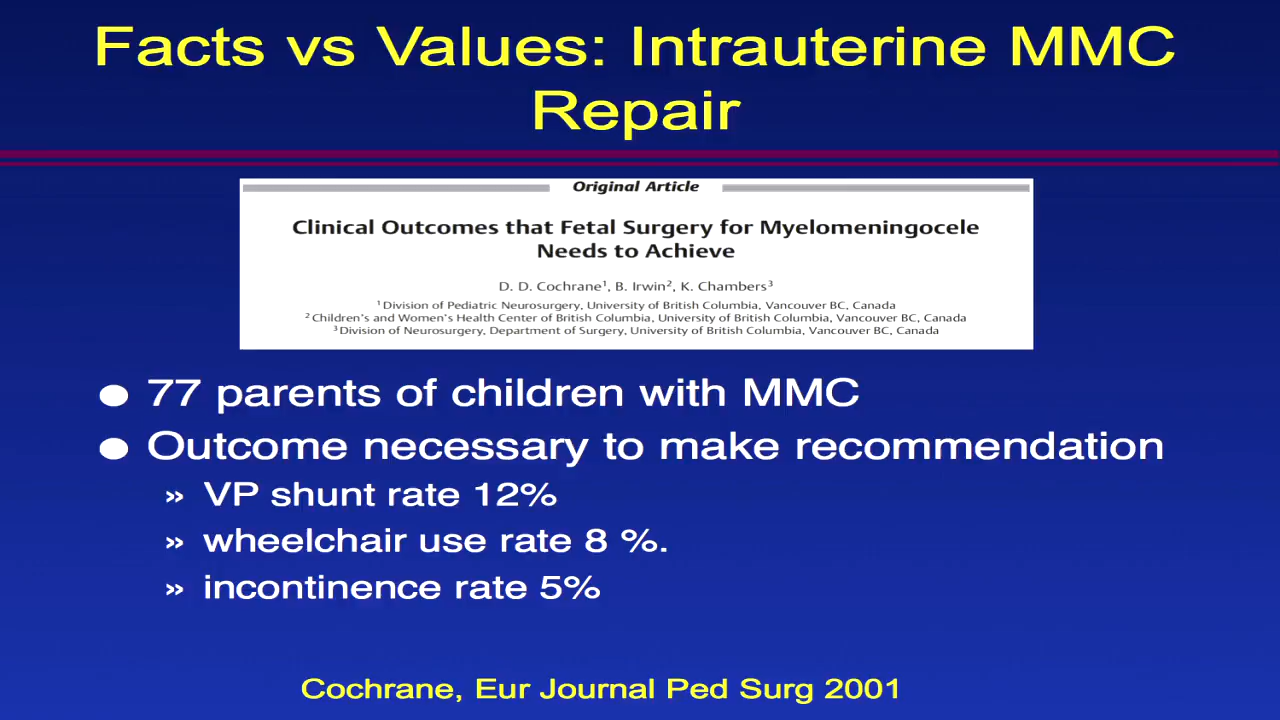 Facts vs Values: Intrauterine MMC
Repair
Original Article
Clinical Outcomes that Fetal Surgery for Myelomeningocele
Needs to Achieve
D. D. Cochrane¹, B. Irwin², K. Chambers³
¹ Division of Pediatric Neurosurgery, University of British Columbia, Vancouver BC, Canada
² Children's and Women's Health Center of British Columbia, University of British Columbia, Vancouver BC, Canada
³ Division of Neurosurgery, Department of Surgery, University of British Columbia, Vancouver BC, Canada
● 77 parents of children with MMC
● Outcome necessary to make recommendation
» VP shunt rate 12%
» wheelchair use rate 8 %.
» incontinence rate 5%
Cochrane, Eur Journal Ped Surg 2001